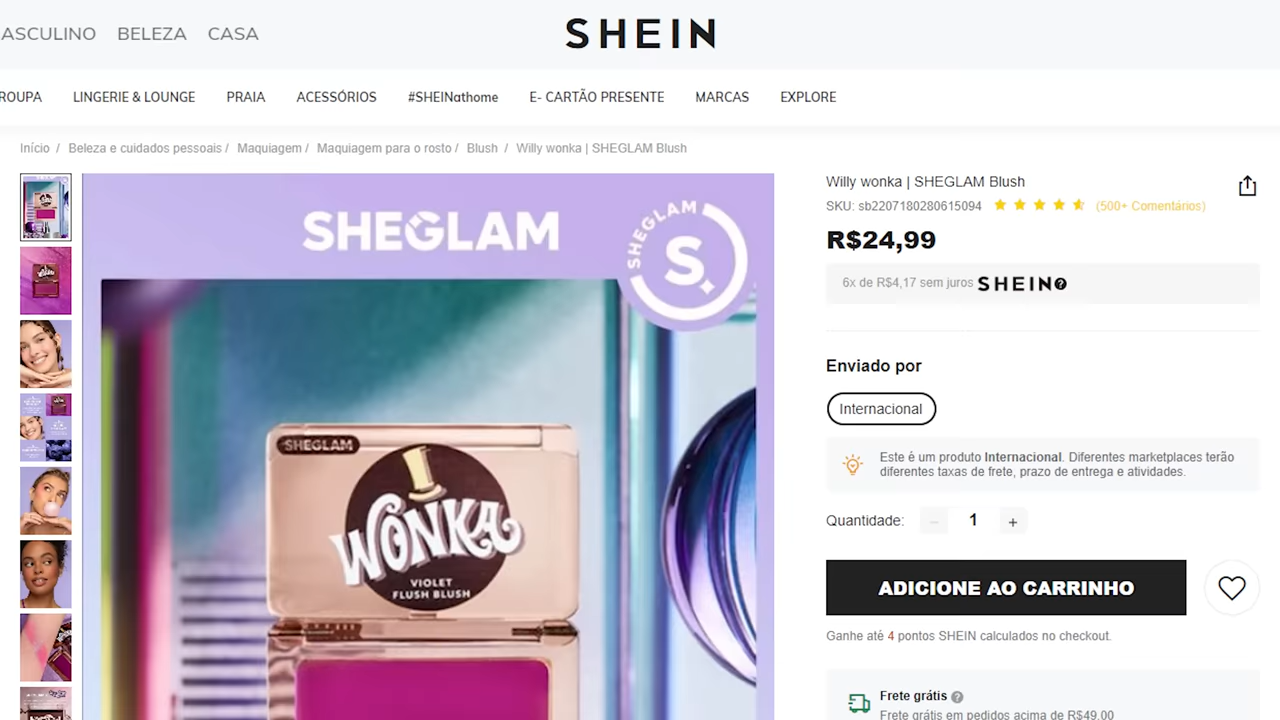 ASCULINO BELEZA CASA
SHEIN
ROUPA LINGERIE & LOUNGE PRAIA ACESSÓRIOS #SHEINathome E- CARTÃO PRESENTE MARCAS EXPLORE
Início / Beleza e cuidados pessoais / Maquiagem / Maquiagem para o rosto / Blush / Willy wonka | SHEGLAM Blush
SHEGLAM
SHEGLAM
S
SHEGLAM
WONKA
VIOLET
FLUSH BLUSH
Willy wonka | SHEGLAM Blush
SKU: sb2207180280615094 (500+ Comentários)
R$24,99
6x de R$4,17 sem juros SHEIN?
Enviado por
Internacional
Este é um produto Internacional. Diferentes marketplaces terão
diferentes taxas de frete, prazo de entrega e atividades.
Quantidade: − 1 +
ADICIONE AO CARRINHO
Ganhe até 4 pontos SHEIN calculados no checkout.
Frete grátis ?
Frete grátis em pedidos acima de R$49,00